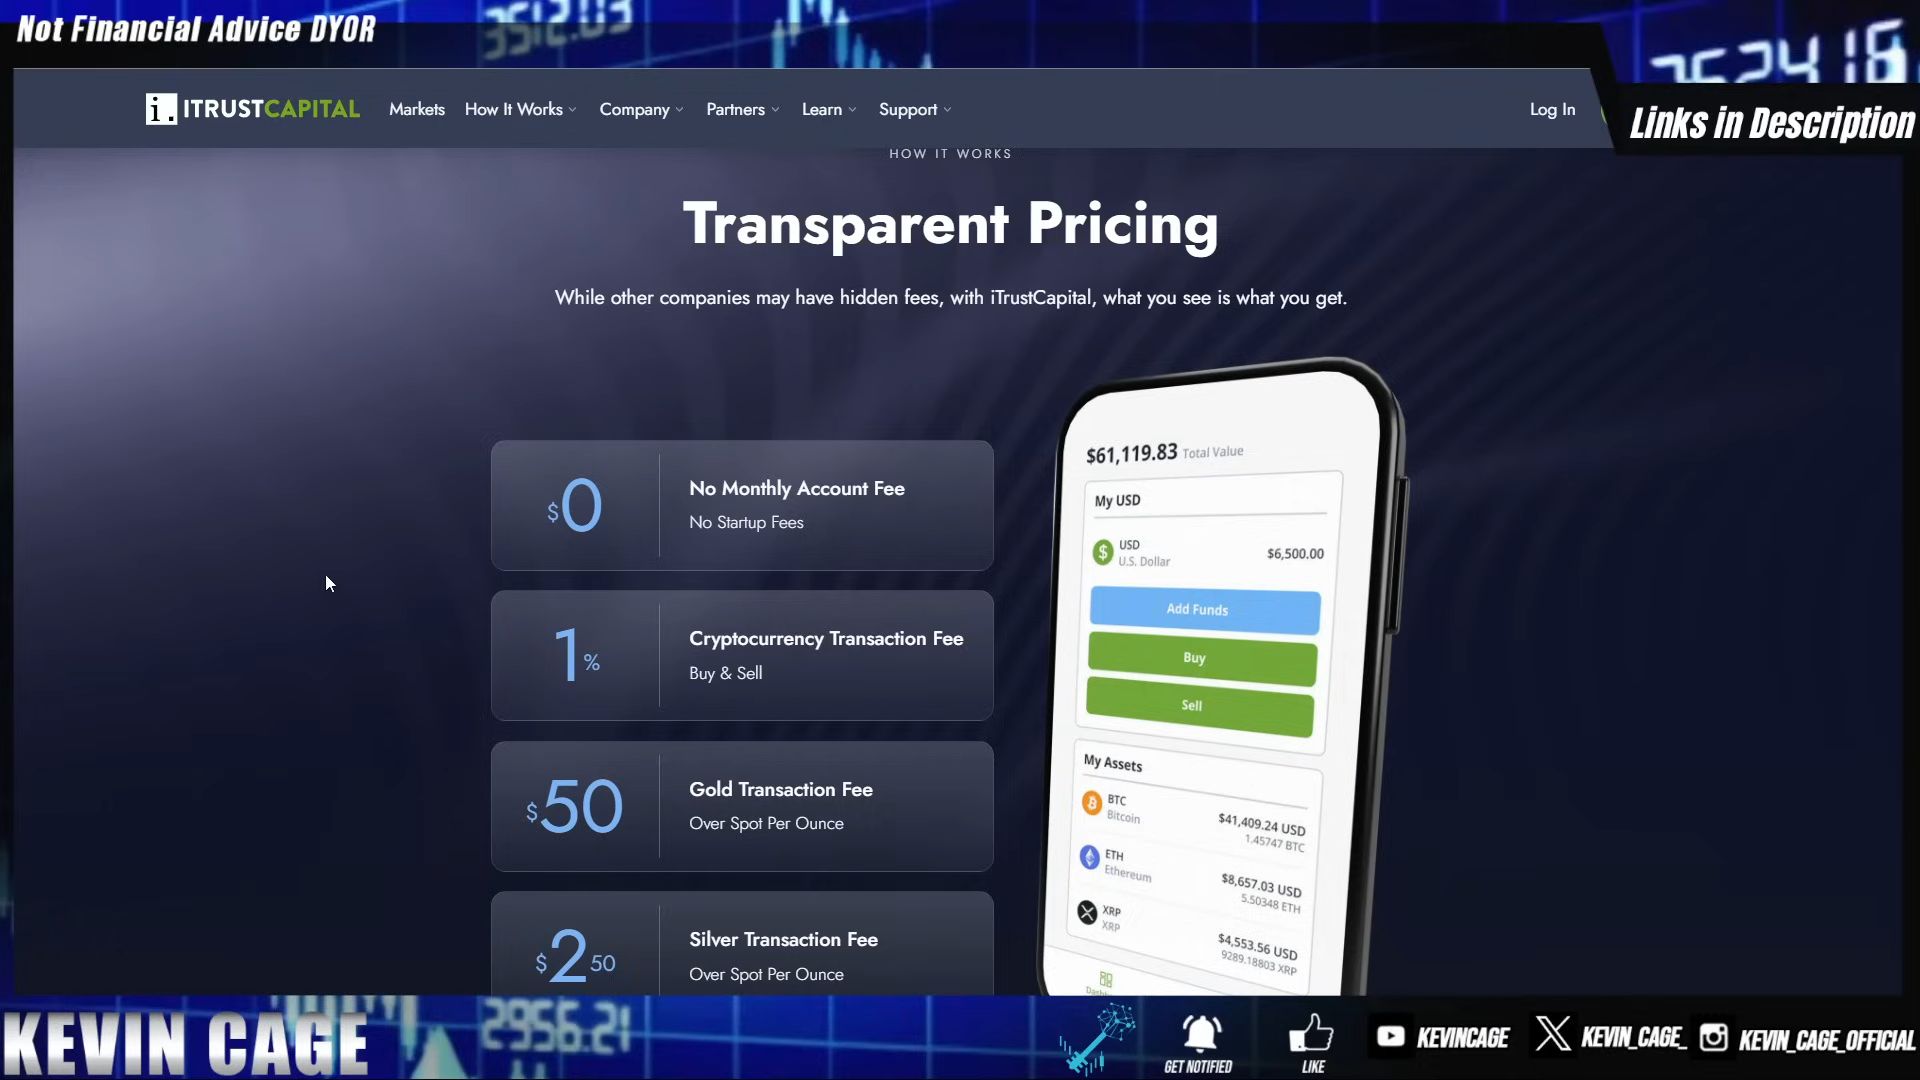 Not Financial Advice DYOR
3512.03
752418
Links in Description
i. ITRUSTCAPITAL
Markets
How It Works
Company
Partners
Learn
Support
Log In
HOW IT WORKS
Transparent Pricing
While other companies may have hidden fees, with iTrustCapital, what you see is what you get.
$0
No Monthly Account Fee
No Startup Fees
1%
Cryptocurrency Transaction Fee
Buy & Sell
$50
Gold Transaction Fee
Over Spot Per Ounce
$2 50
Silver Transaction Fee
Over Spot Per Ounce
$61,119.83 Total Value
My USD
USD
U.S. Dollar
$6,500.00
Add Funds
Buy
Sell
My Assets
BTC
Bitcoin
$41,409.24 USD
1.45747 BTC
ETH
Ethereum
$8,657.03 USD
5.50348 ETH
XRP
XRP
$4,553.56 USD
9289.18803 XRP
KEVIN CAGE
2956.21
GET NOTIFIED
LIKE
KEVINCAGE
KEVIN_CAGE_
KEVIN_CAGE_OFFICIAL